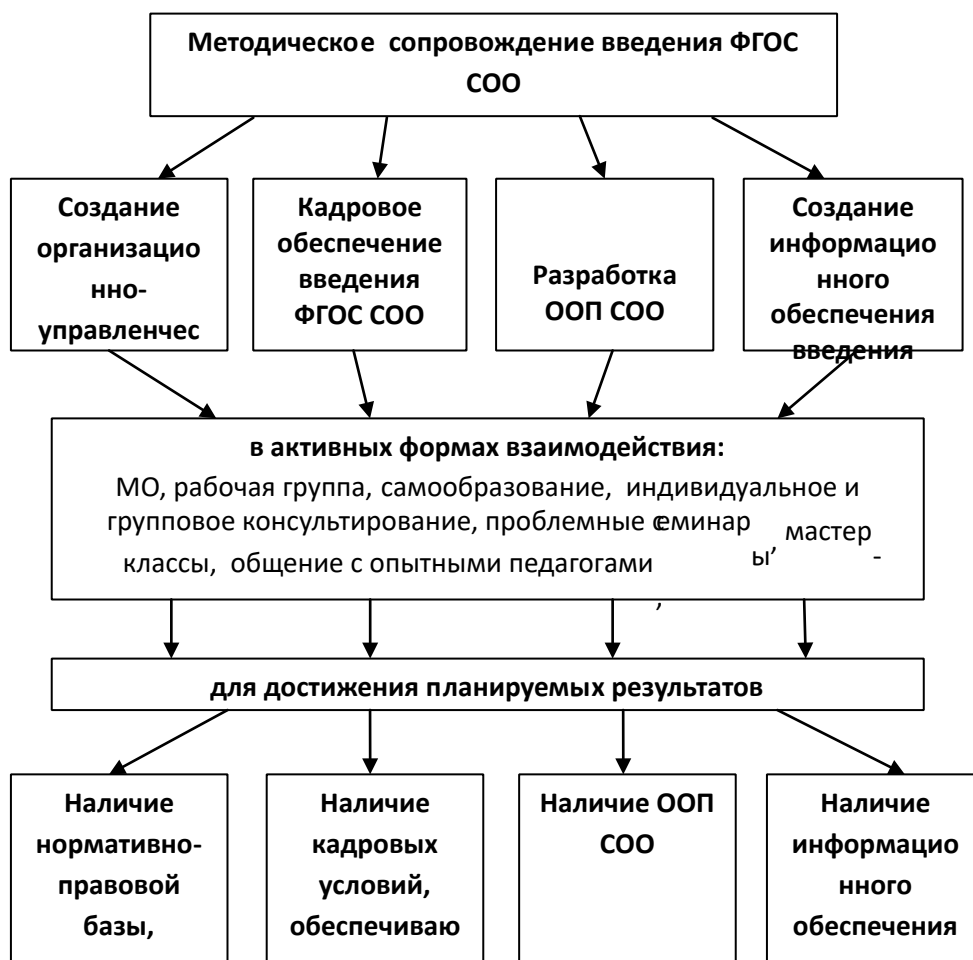 Методическое сопровождение введения ФГОС
СОО
Создание
организацио
нно-
управленчес
Кадровое
обеспечение
введения
ФГОС СОО
Разработка
ООП СОО
Создание
информацио
нного
обеспечения
введения
в активных формах взаимодействия:
МО, рабочая группа, самообразование, индивидуальное и
групповое консультирование, проблемные семинар
ы, мастер
-
классы, общение с опытными педагогами
,
для достижения планируемых результатов
Наличие
нормативно-
правовой
базы,
Наличие
кадровых
условий,
обеспечиваю
Наличие ООП
СОО
Наличие
информацио
нного
обеспечения